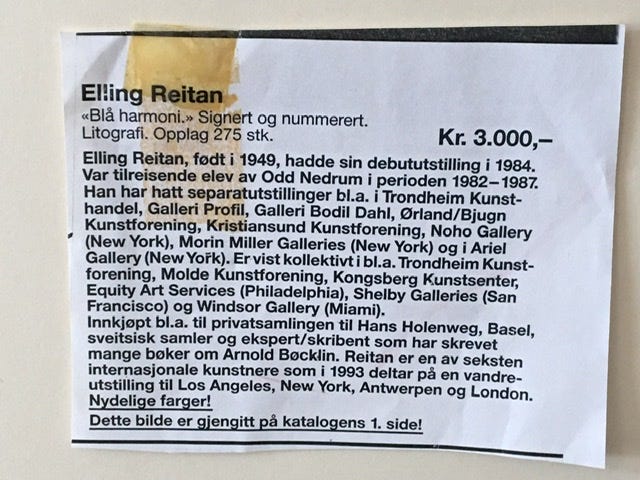 Elling Reitan
«Blå harmoni.» Signert og nummerert.
Litografi. Opplag 275 stk. Kr. 3.000,–
Elling Reitan, født i 1949, hadde sin debututstilling i 1984.
Var tilreisende elev av Odd Nedrum i perioden 1982–1987.
Han har hatt separatutstillinger bl.a. i Trondheim Kunst-
handel, Galleri Profil, Galleri Bodil Dahl, Ørland/Bjugn
Kunstforening, Kristiansund Kunstforening, Noho Gallery
(New York), Morin Miller Galleries (New York) og i Ariel
Gallery (New York). Er vist kollektivt i bl.a. Trondheim Kunst-
forening, Molde Kunstforening, Kongsberg Kunstsenter,
Equity Art Services (Philadelphia), Shelby Galleries (San
Francisco) og Windsor Gallery (Miami).
Innkjøpt bl.a. til privatsamlingen til Hans Holenweg, Basel,
sveitsisk samler og ekspert/skribent som har skrevet
mange bøker om Arnold Bøcklin. Reitan er en av seksten
internasjonale kunstnere som i 1993 deltar på en vandre-
utstilling til Los Angeles, New York, Antwerpen og London.
Nydelige farger!
Dette bilde er gjengitt på katalogens 1. side!